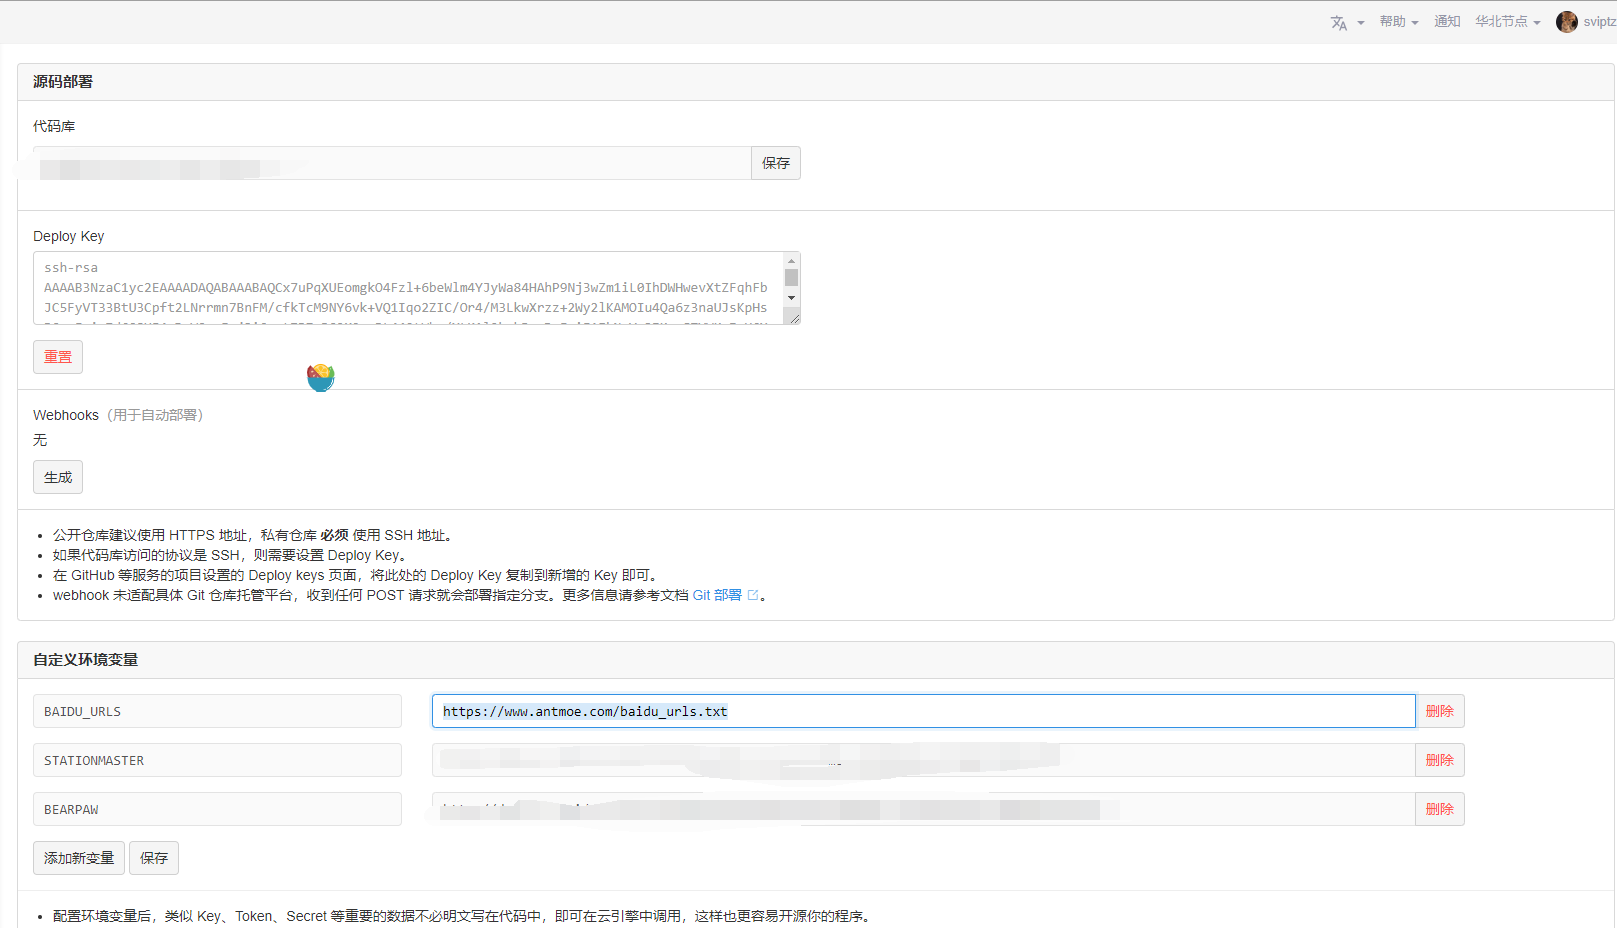 帮助 通知 华北节点 sviptz
源码部署
代码库
保存
Deploy Key
ssh-rsa
AAAAB3NzaC1yc2EAAAADAQABAAABAQCx7uPqXUEomgkO4Fzl+6beWlm4YJyWa84HAhP9Nj3wZm1iL0IhDWHwevXtZFqhFb
JC5FyVT33BtU3Cpft2LNrrmn7BnFM/cfkTcM9NY6vk+VQ1Iqo2ZIC/Or4/M3LkwXrzz+2Wy2lKAMOIu4Qa6z3naUJsKpHs
重置
Webhooks（用于自动部署）
无
生成
公开仓库建议使用 HTTPS 地址，私有仓库 必须 使用 SSH 地址。
如果代码库访问的协议是 SSH，则需要设置 Deploy Key。
在 GitHub 等服务的项目设置的 Deploy keys 页面，将此处的 Deploy Key 复制到新增的 Key 即可。
webhook 未适配具体 Git 仓库托管平台，收到任何 POST 请求就会部署指定分支。更多信息请参考文档 Git 部署 。
自定义环境变量
BAIDU_URLS https://www.antmoe.com/baidu_urls.txt 删除
STATIONMASTER 删除
BEARPAW 删除
添加新变量 保存
配置环境变量后，类似 Key、Token、Secret 等重要的数据不必明文写在代码中，即可在云引擎中调用，这样也更容易开源你的程序。